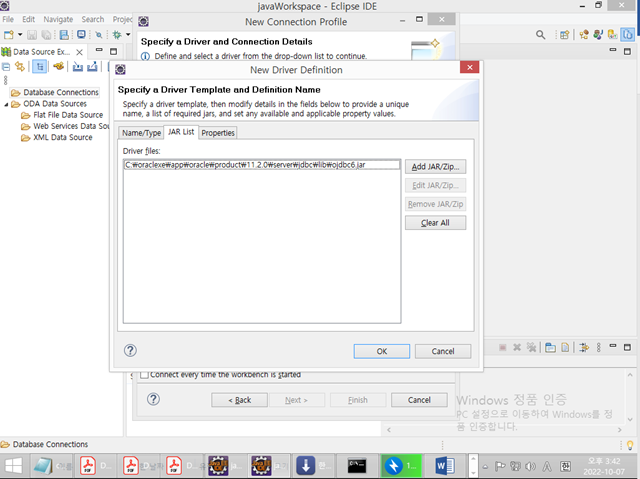 javaWorkspace - Eclipse IDE
File Edit Navigate Search Project
New Connection Profile
Specify a Driver and Connection Details
Define and select a driver from the drop-down list to continue.
Data Source Ex...
Database Connections
ODA Data Sources
Flat File Data Source
Web Services Data Sou
XML Data Source
New Driver Definition
Specify a Driver Template and Definition Name
Specify a driver template, then modify details in the fields below to provide a unique
name, a list of required jars, and set any available and applicable property values.
Name/Type JAR List Properties
Driver files:
C:₩oraclexe₩app₩oracle₩product₩11.2.0₩server₩jdbc₩lib₩ojdbc6.jar
Add JAR/Zip...
Edit JAR/Zip...
Remove JAR/Zip
Clear All
OK Cancel
Connect every time the workbench is started
< Back Next > Finish Cancel
Windows 정품 인증
PC 설정으로 이동하여 Windows를 정
품 인증합니다.
Database Connections
오후 3:42
2022-10-07